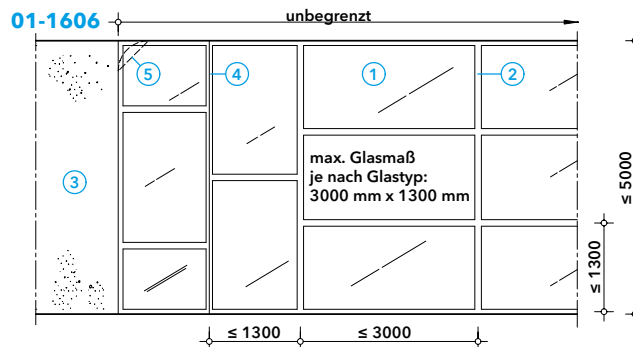 01-1606
unbegrenzt
5
4
1
2
3
max. Glasmaß
je nach Glastyp:
3000 mm x 1300 mm
≤ 5000
≤ 1300
≤ 1300
≤ 3000